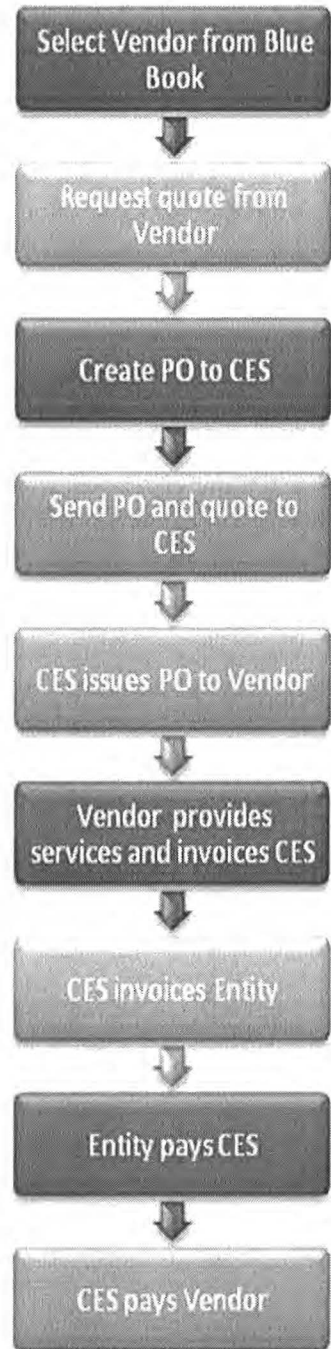 Select Vendor from Blue
Book
Request quote from
Vendor
Create PO to CES
Send PO and quote to
CES
CES issues PO to Vendor
Vendor provides
services and invoices CES
CES invoices Entity
Entity pays CES
CES pays Vendor